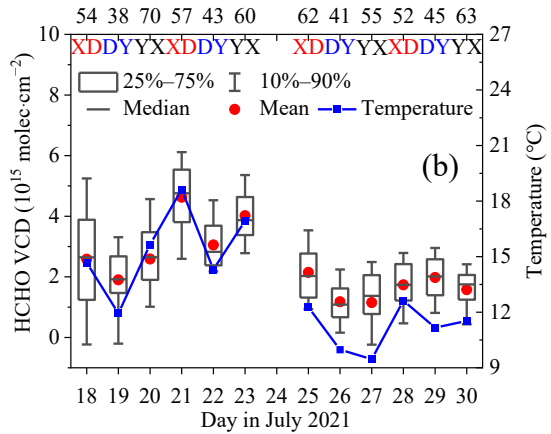 54 38 70 57 43 60 62 41 55 52 45 63
10 XDDYYXXDDYYX XDDYYXXDDYYX 27
25%–75% 10%–90%
8 24
Median Mean Temperature
6 (b) 21
4 18
2 15
0 12
9
18 19 20 21 22 23 24 25 26 27 28 29 30
Day in July 2021
HCHO VCD (10¹⁵ molec·cm⁻²)
Temperature (°C)